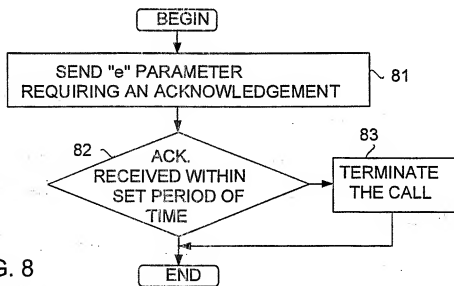 BEGIN
SEND "e" PARAMETER
REQUIRING AN ACKNOWLEDGEMENT
81
82
ACK.
RECEIVED WITHIN
SET PERIOD OF
TIME
83
TERMINATE
THE CALL
G. 8
END